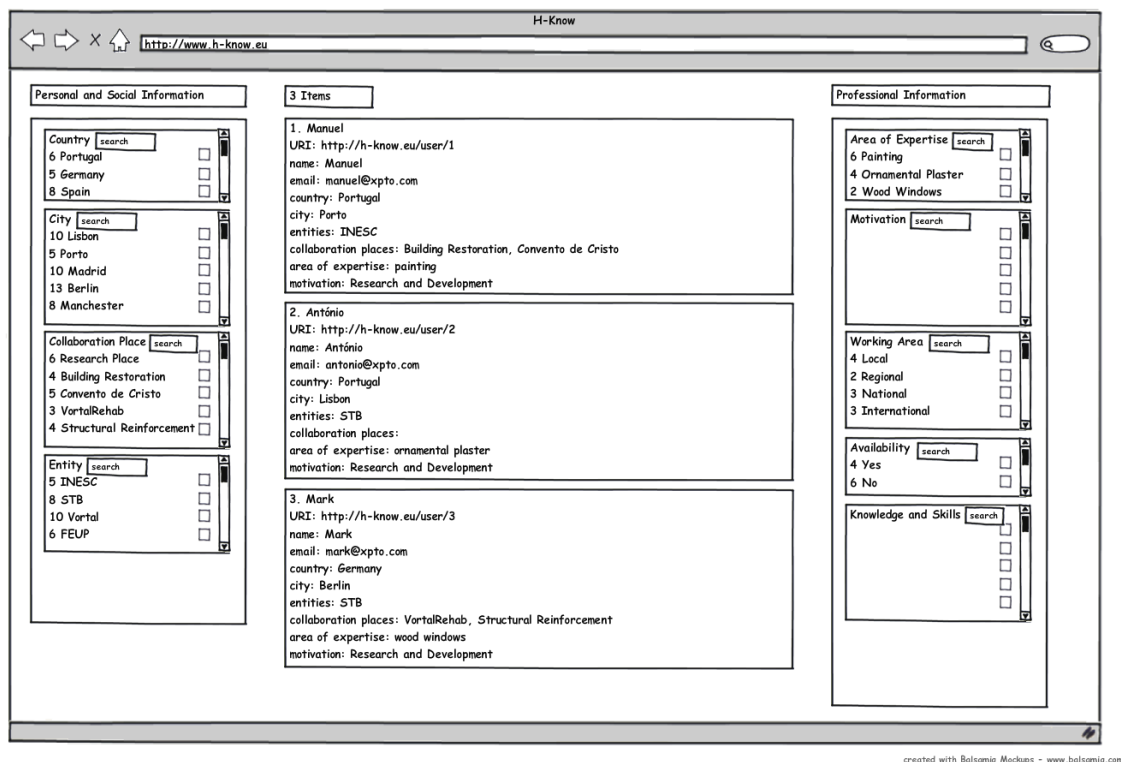 H-Know
http://www.h-know.eu
Personal and Social Information
Country search
6 Portugal
5 Germany
8 Spain
City search
10 Lisbon
5 Porto
10 Madrid
13 Berlin
8 Manchester
Collaboration Place search
6 Research Place
4 Building Restoration
5 Convento de Cristo
3 VortalRehab
4 Structural Reinforcement
Entity search
5 INESC
8 STB
10 Vortal
6 FEUP
3 Items
1. Manuel
URI: http://h-know.eu/user/1
name: Manuel
email: manuel@xpto.com
country: Portugal
city: Porto
entities: INESC
collaboration places: Building Restoration, Convento de Cristo
area of expertise: painting
motivation: Research and Development
2. António
URI: http://h-know.eu/user/2
name: António
email: antonio@xpto.com
country: Portugal
city: Lisbon
entities: STB
collaboration places:
area of expertise: ornamental plaster
motivation: Research and Development
3. Mark
URI: http://h-know.eu/user/3
name: Mark
email: mark@xpto.com
country: Germany
city: Berlin
entities: STB
collaboration places: VortalRehab, Structural Reinforcement
area of expertise: wood windows
motivation: Research and Development
Professional Information
Area of Expertise search
6 Painting
4 Ornamental Plaster
2 Wood Windows
Motivation search
Working Area search
4 Local
2 Regional
3 National
3 International
Availability search
4 Yes
6 No
Knowledge and Skills search
created with Balsamiq Mockups - www.balsamiq.com